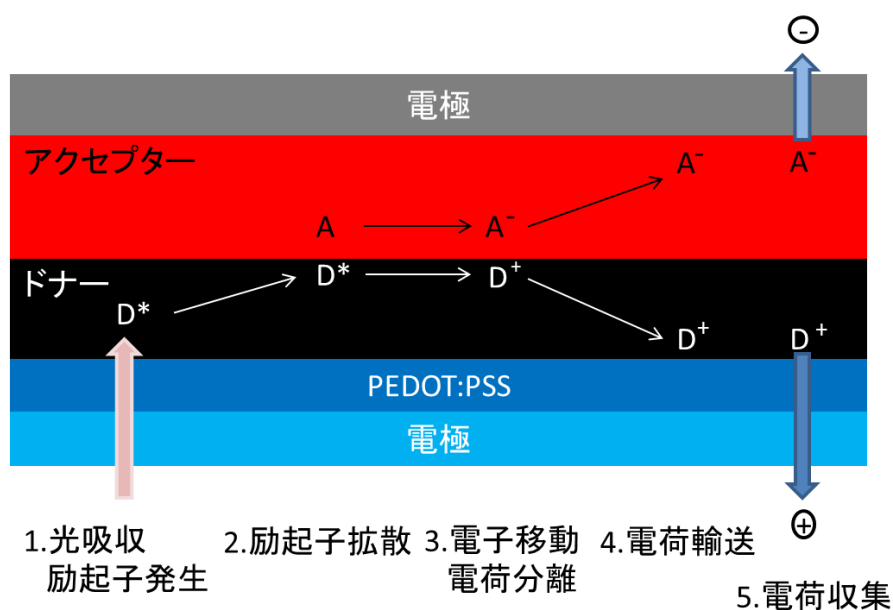 ⊖
電極
アクセプター
A⁻ A⁻
A A⁻
ドナー
D* D⁺
D*
D⁺ D⁺
PEDOT:PSS
電極
⊕
1.光吸収
励起子発生
2.励起子拡散
3.電子移動
電荷分離
4.電荷輸送
5.電荷収集